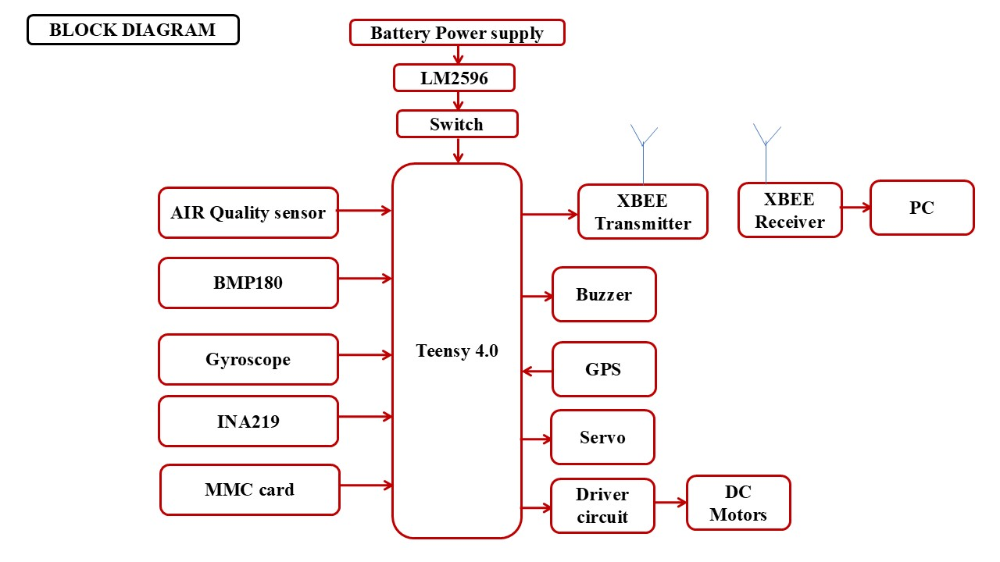 BLOCK DIAGRAM
Battery Power supply
LM2596
Switch
AIR Quality sensor
BMP180
Gyroscope
INA219
MMC card
Teensy 4.0
XBEE
Transmitter
XBEE
Receiver
PC
Buzzer
GPS
Servo
Driver
circuit
DC
Motors